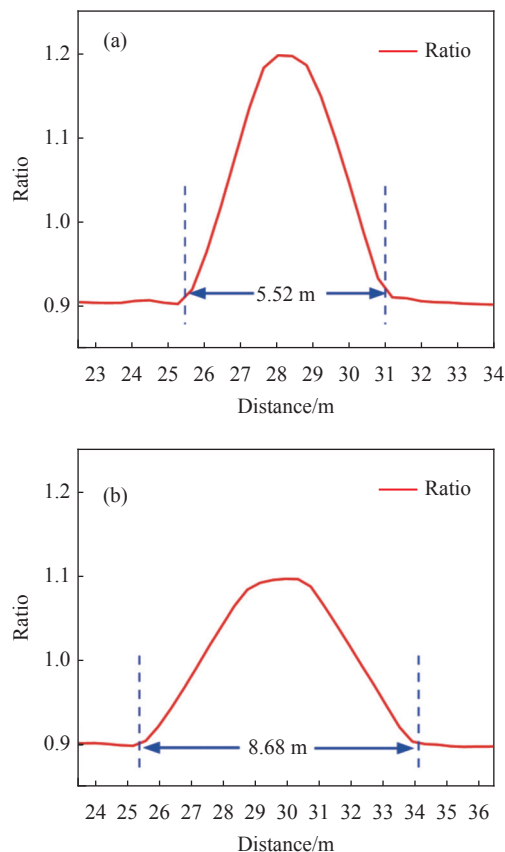 (a)
Ratio
1.2
1.1
Ratio
1.0
5.52 m
0.9
23 24 25 26 27 28 29 30 31 32 33 34
Distance/m
(b)
Ratio
1.2
1.1
Ratio
1.0
8.68 m
0.9
24 25 26 27 28 29 30 31 32 33 34 35 36
Distance/m